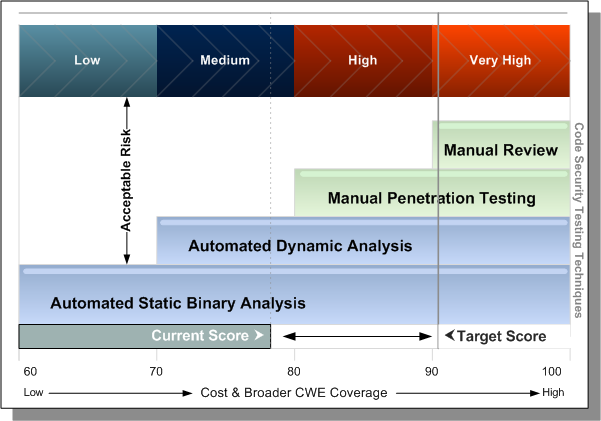 Low Medium High Very High
Acceptable Risk
Manual Review
Manual Penetration Testing
Automated Dynamic Analysis
Automated Static Binary Analysis
Code Security Testing Techniques
Current Score Target Score
60 70 80 90 100
Low Cost & Broader CWE Coverage High